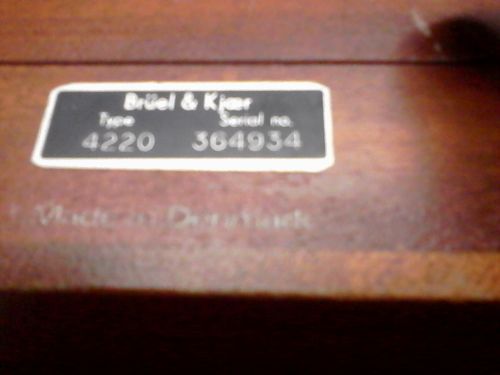 Brüel & Kjær
Type Serial no.
4220 364934
Made in Denmark